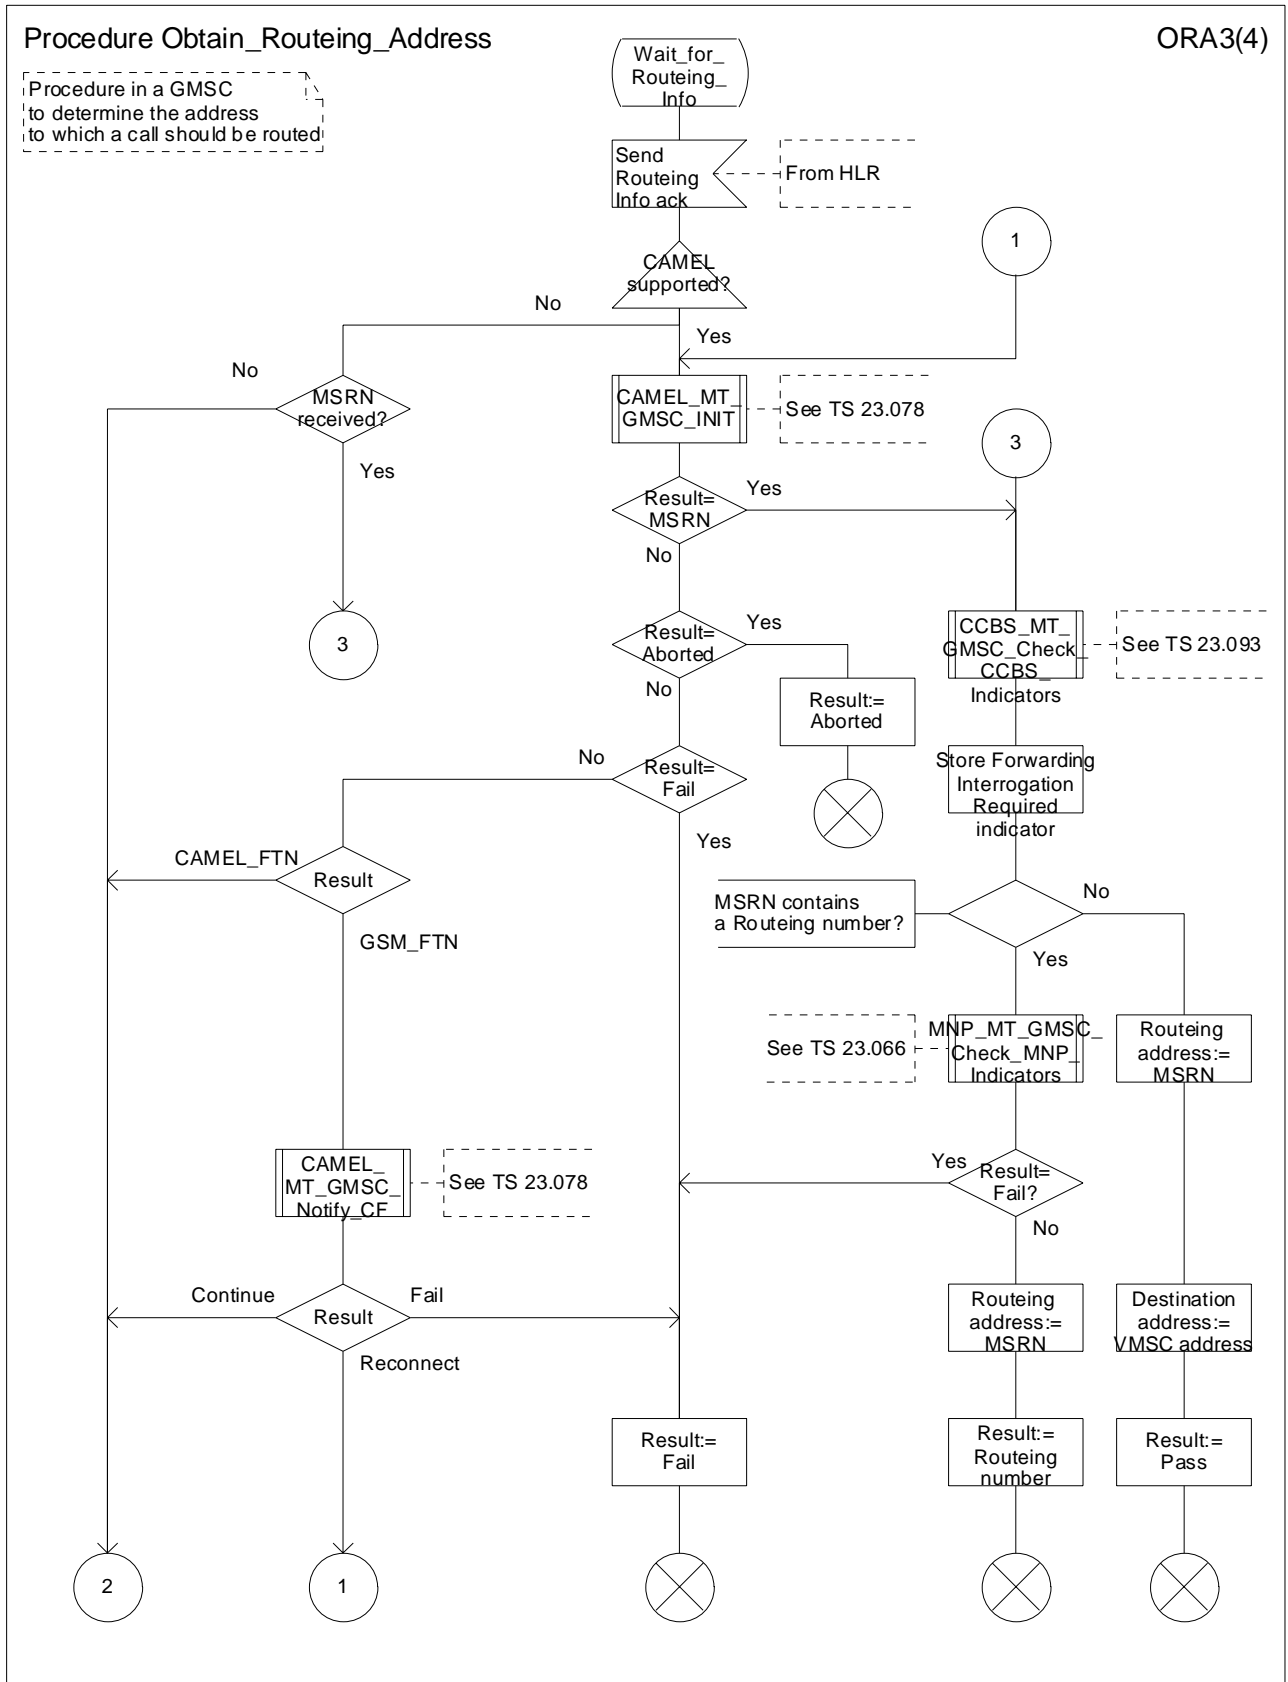 Procedure Obtain_Routeing_Address
ORA3(4)
Procedure in a GMSC
to determine the address
to which a call should be routed
Wait_for_
Routeing_
Info
Send
Routeing
Info ack
From HLR
1
CAMEL
supported?
No
Yes
No
MSRN
received?
Yes
CAMEL_MT_
GMSC_INIT
See TS 23.078
3
Result=
MSRN
Yes
No
3
Result=
Aborted
Yes
No
CCBS_MT_
GMSC_Check_
CCBS_
Indicators
See TS 23.093
Result:=
Aborted
No
Result=
Fail
Yes
Store Forwarding
Interrogation
Required
indicator
CAMEL_FTN
Result
GSM_FTN
MSRN contains
a Routeing number?
No
Yes
See TS 23.066
MNP_MT_GMSC_
Check_MNP_
Indicators
Routeing
address:=
MSRN
CAMEL_
MT_GMSC_
Notify_CF
See TS 23.078
Yes
Result=
Fail?
No
Continue
Result
Fail
Reconnect
Routeing
address:=
MSRN
Destination
address:=
VMSC address
Result:=
Fail
Result:=
Routeing
number
Result:=
Pass
2
1